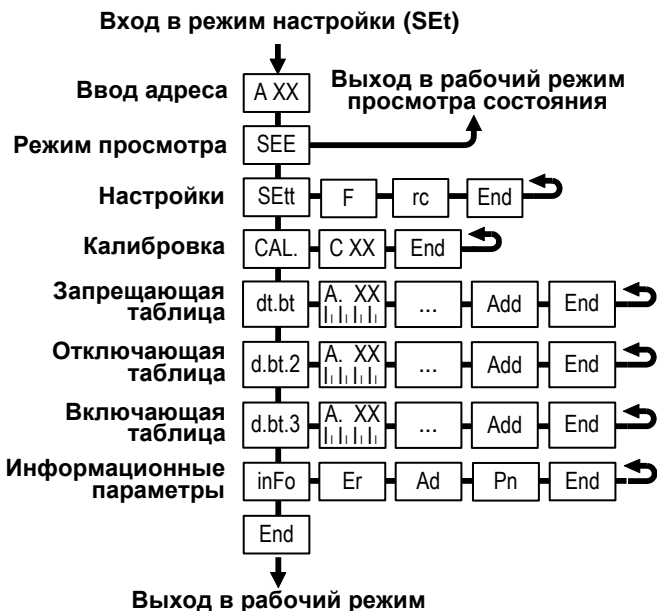 Вход в режим настройки (SEt)
Ввод адреса
A XX
Выход в рабочий режим
просмотра состояния
Режим просмотра
SEE
Настройки
SEtt F rc End
Калибровка
CAL. C XX End
Запрещающая
таблица
dt.bt A. XX ... Add End
Отключающая
таблица
d.bt.2 A. XX ... Add End
Включающая
таблица
d.bt.3 A. XX ... Add End
Информационные
параметры
inFo Er Ad Pn End
End
Выход в рабочий режим